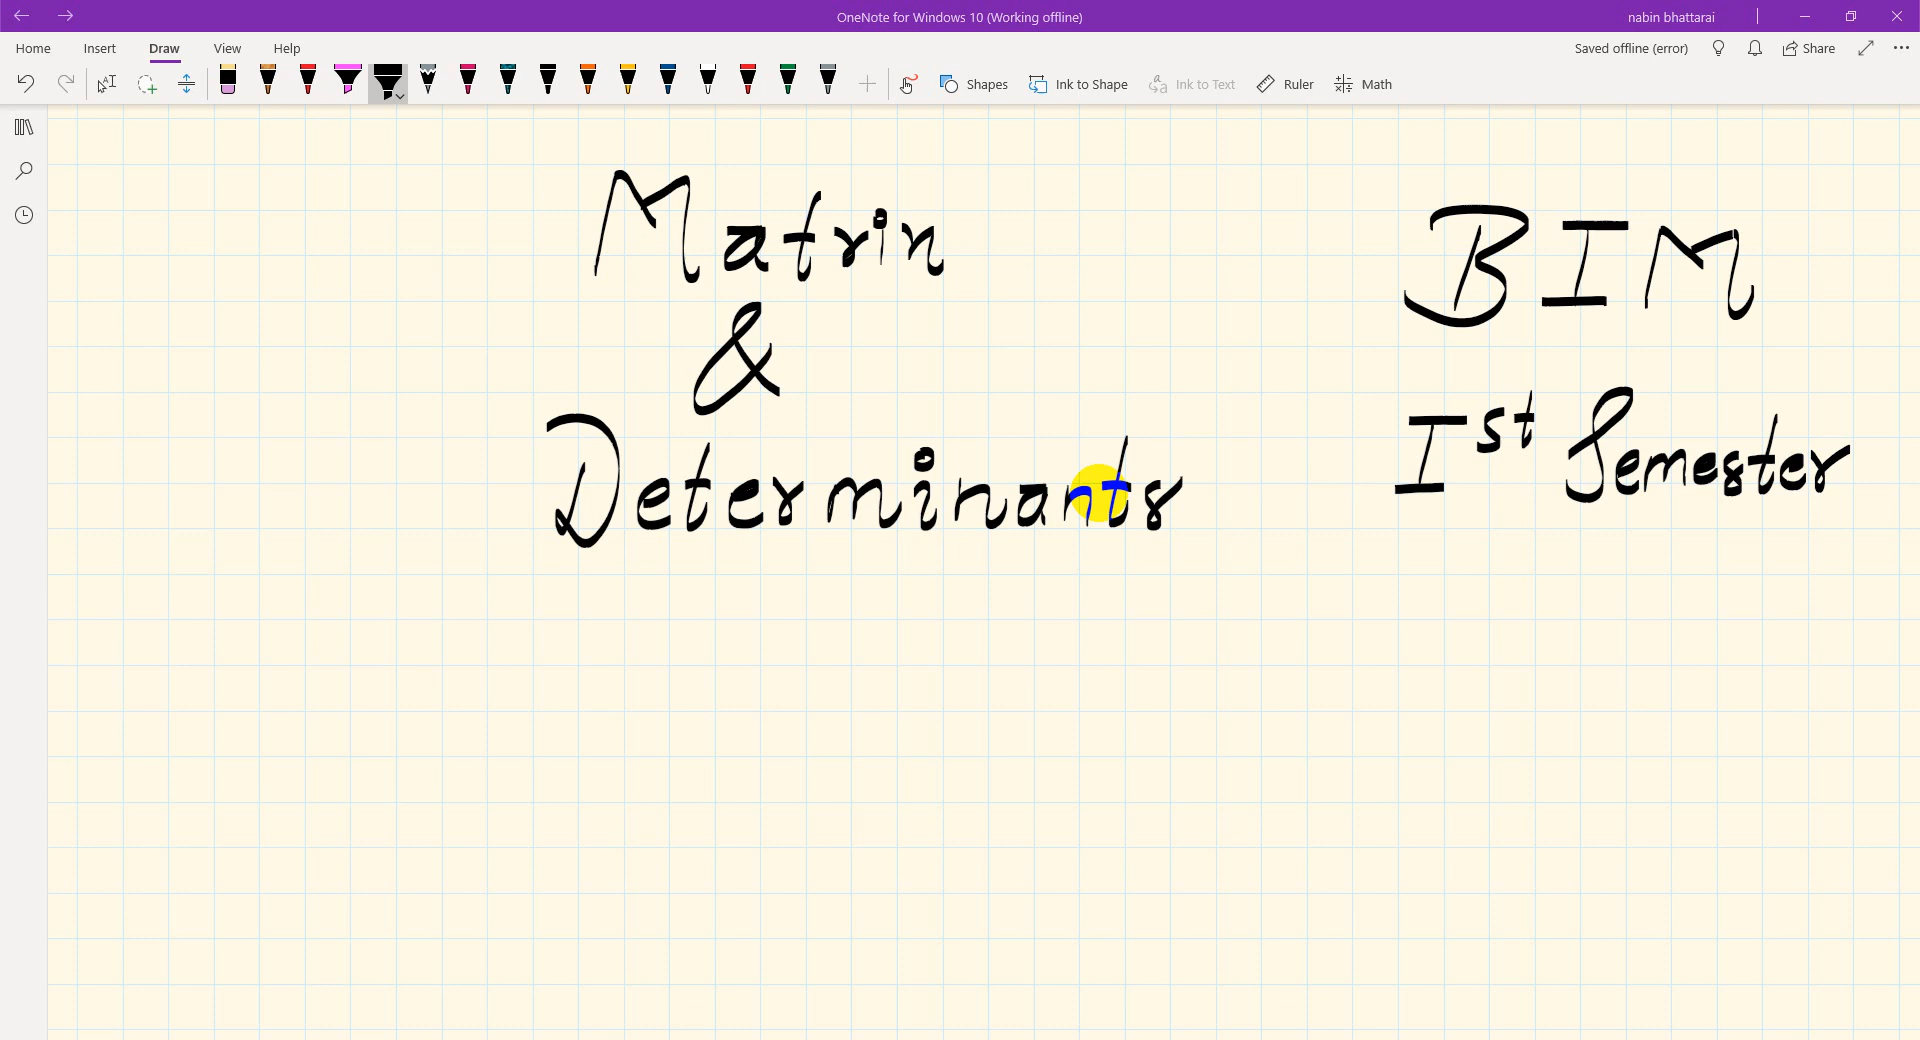 OneNote for Windows 10 (Working offline)
nabin bhattarai
Home Insert Draw View Help
Saved offline (error) Share
Shapes Ink to Shape Ink to Text Ruler Math
Matrix
&
Determinants
BIM
Ist Semester